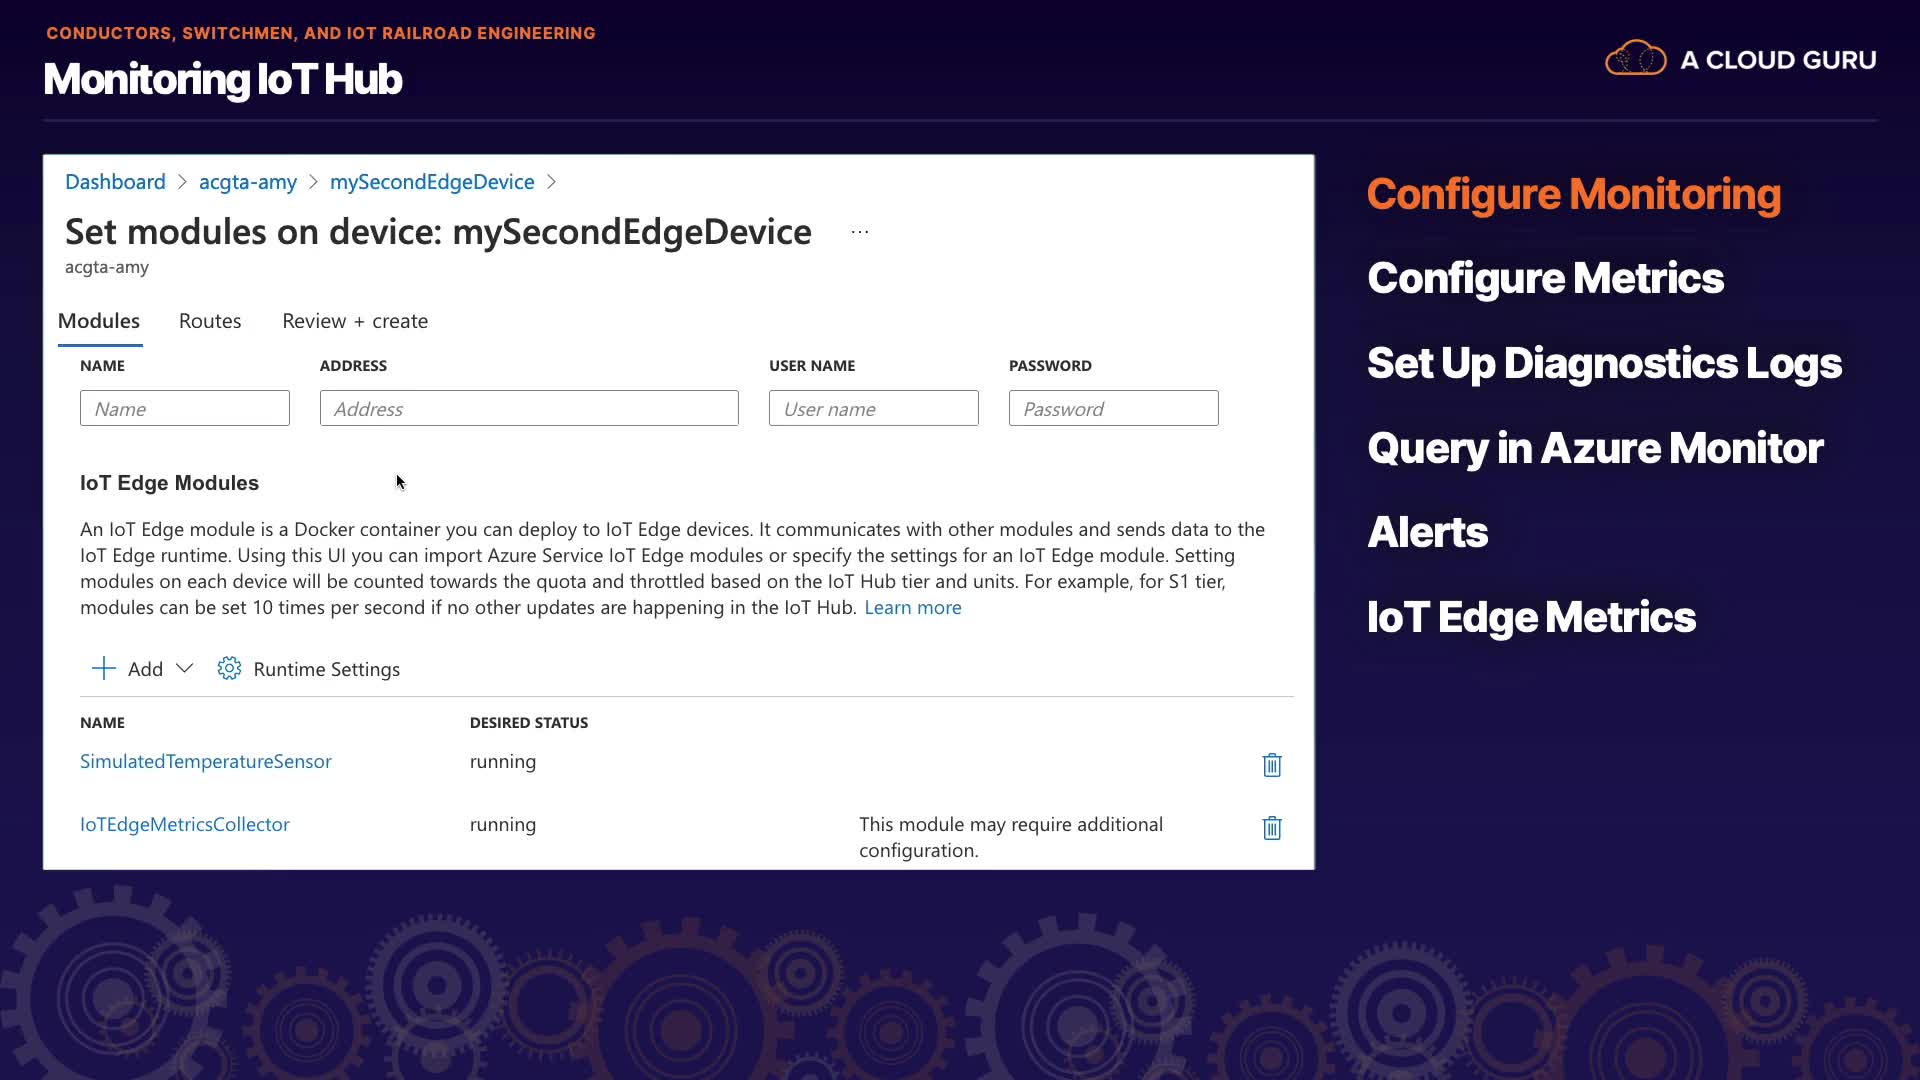 CONDUCTORS, SWITCHMEN, AND IOT RAILROAD ENGINEERING
Monitoring IoT Hub
A CLOUD GURU
Dashboard > acgta-amy > mySecondEdgeDevice >
Set modules on device: mySecondEdgeDevice ...
acgta-amy
Modules Routes Review + create
NAME ADDRESS USER NAME PASSWORD
Name Address User name Password
IoT Edge Modules
An IoT Edge module is a Docker container you can deploy to IoT Edge devices. It communicates with other modules and sends data to the
IoT Edge runtime. Using this UI you can import Azure Service IoT Edge modules or specify the settings for an IoT Edge module. Setting
modules on each device will be counted towards the quota and throttled based on the IoT Hub tier and units. For example, for S1 tier,
modules can be set 10 times per second if no other updates are happening in the IoT Hub. Learn more
Add Runtime Settings
NAME DESIRED STATUS
SimulatedTemperatureSensor running
IoTEdgeMetricsCollector running This module may require additional
configuration.
Configure Monitoring
Configure Metrics
Set Up Diagnostics Logs
Query in Azure Monitor
Alerts
IoT Edge Metrics